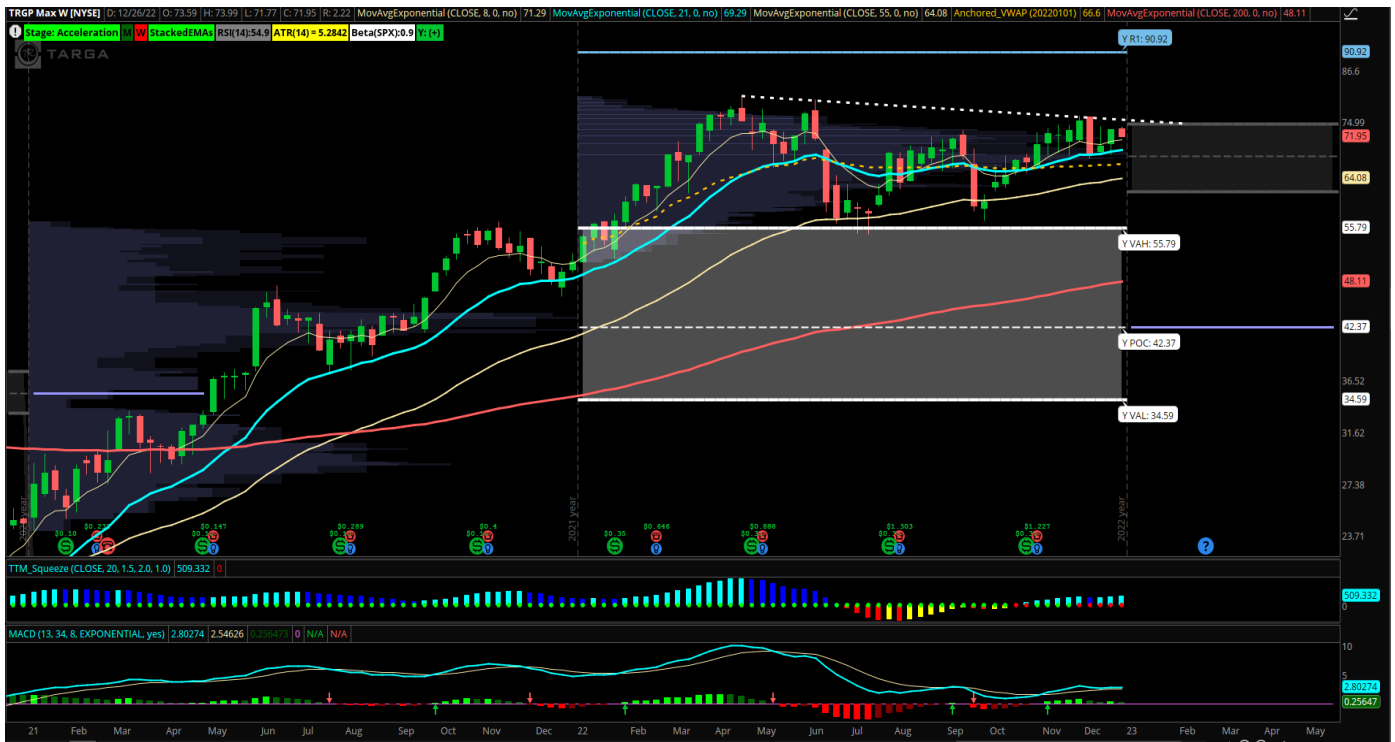 TRGP Max W [NYSE] D: 12/26/22 O: 73.59 H: 73.99 L: 71.77 C: 71.95 R: 2.22 MovAvgExponential (CLOSE, 8, 0, no) 71.29 MovAvgExponential (CLOSE, 21, 0, no) 69.29 MovAvgExponential (CLOSE, 55, 0, no) 64.08 Anchored_VWAP (20220101) 66.6 MovAvgExponential (CLOSE, 200, 0, no) 48.11
Stage: Acceleration M W StackedEMAs RSI(14):54.9 ATR(14) = 5.2842 Beta(SPX):0.9 Y: (+)
TARGA
Y R1: 90.92
90.92
86.6
74.99
71.95
64.08
55.79
Y VAH: 55.79
48.11
42.37
Y POC: 42.37
36.52
34.59
Y VAL: 34.59
31.62
27.38
23.71
2021 year
2022 year
$0.10
$0.147
$0.289
$0.4
$0.35
$0.646
$0.888
$1.303
$1.227
TTM_Squeeze (CLOSE, 20, 1.5, 2.0, 1.0) 509.332 0
509.332
0
MACD (13, 34, 8, EXPONENTIAL, yes) 2.80274 2.54626 0.256473 0 N/A N/A
10
5
2.80274
0.25647
21 Feb Mar Apr May Jun Jul Aug Sep Oct Nov Dec 22 Feb Mar Apr May Jun Jul Aug Sep Oct Nov Dec 23 Feb Mar Apr May